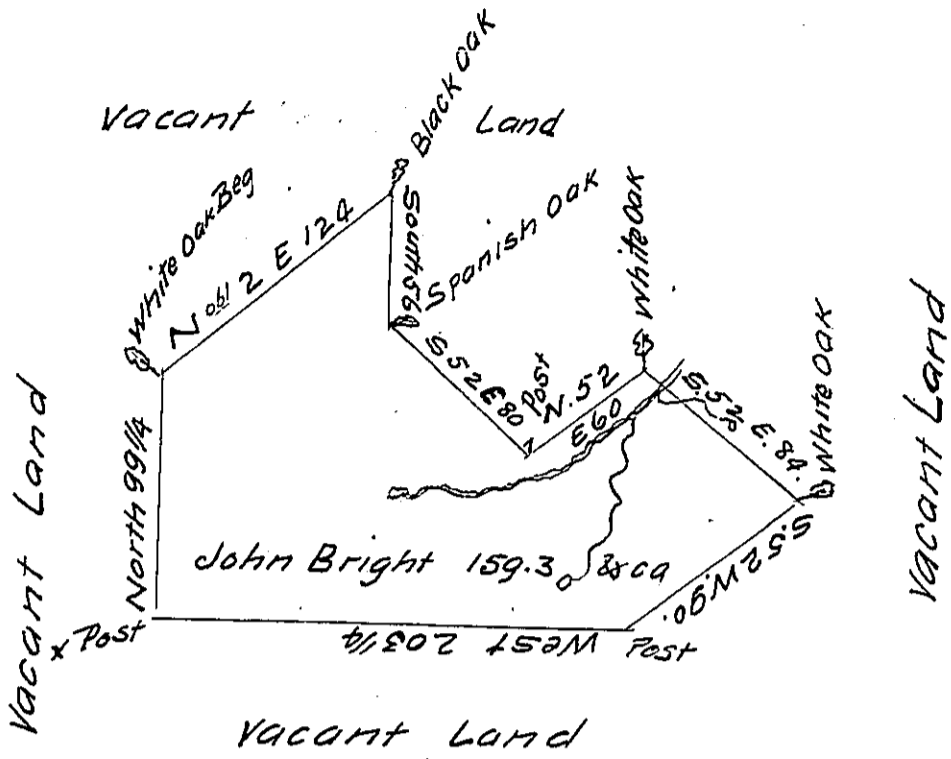 Vacant Land
Black Oak
White Oak Beg
N 2 E 124
South 56
Spanish Oak
S 52 E 80
Post
N. 52
E 60
White Oak
S. 52 E. 84.
White Oak
S. 52 W. 90.
Vacant Land
Vacant Land
North 99 1/4
John Bright 159.3
x Post
West 203 1/4
Post
Vacant Land